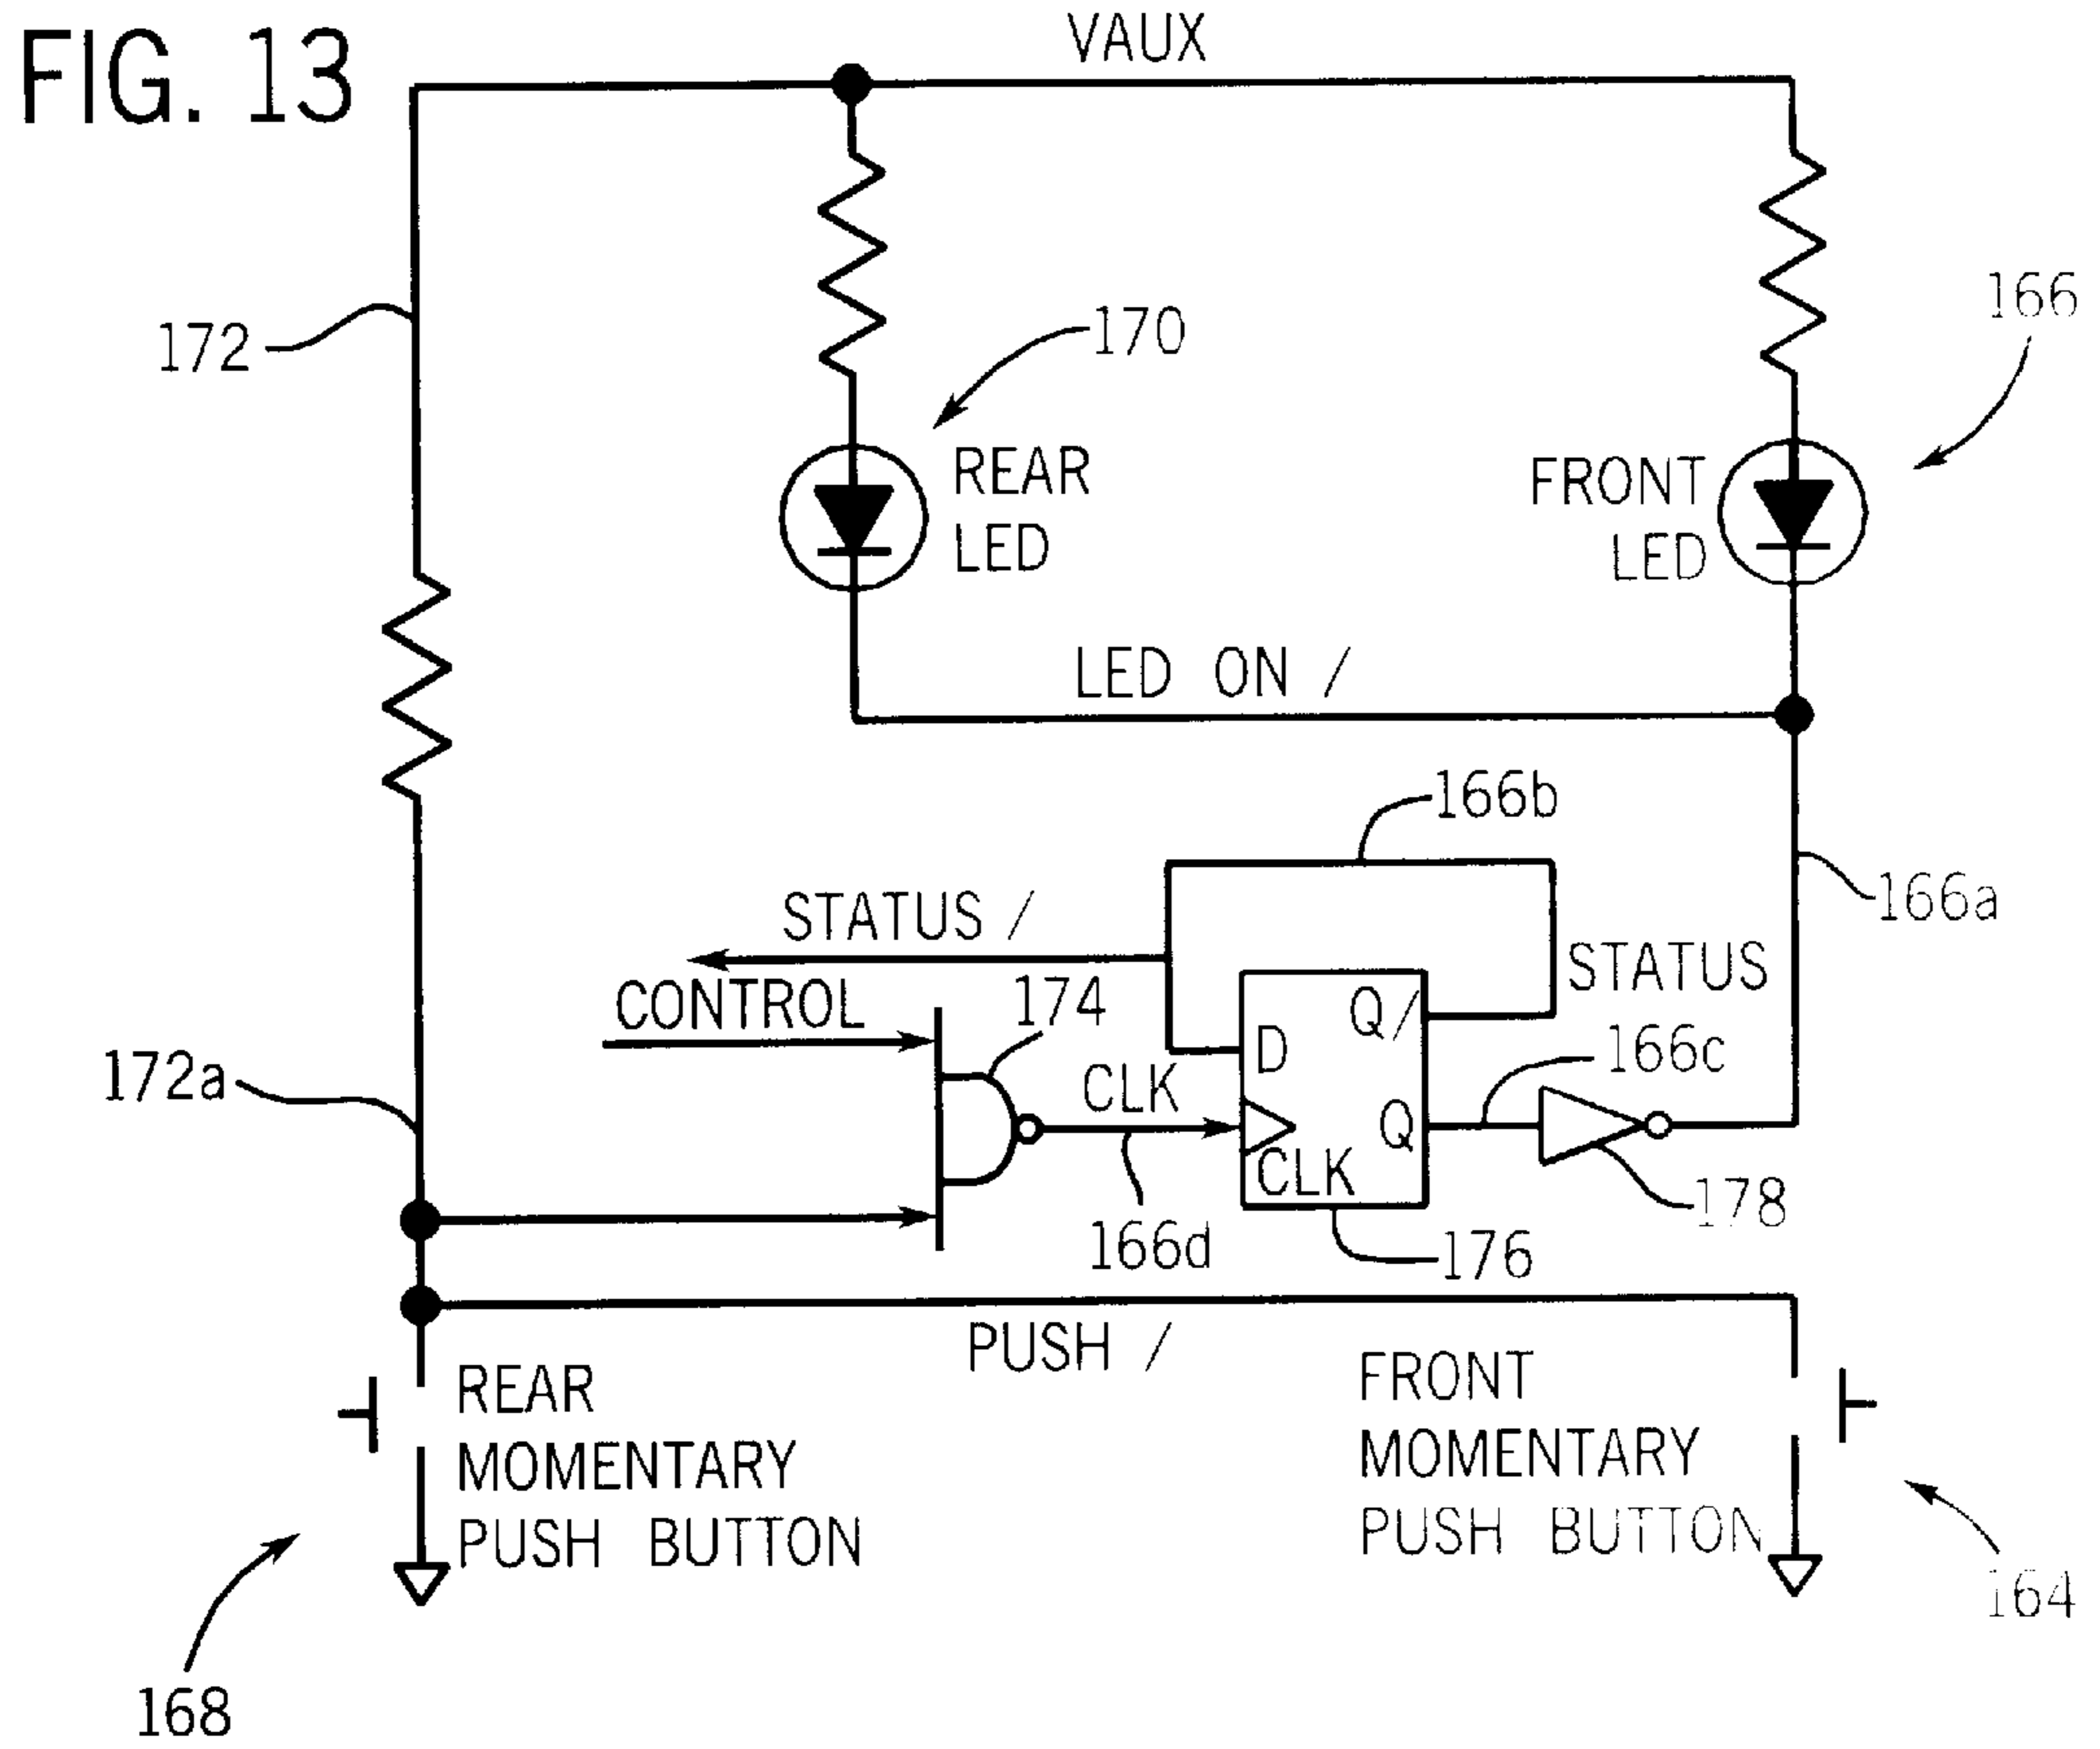 FIG. 13
VAUX
172
170
166
REAR
LED
FRONT
LED
LED ON /
166b
166a
STATUS /
STATUS
CONTROL
174
Q/
D
166c
172a
CLK
Q
CLK
178
166d
176
PUSH /
REAR
MOMENTARY
PUSH BUTTON
FRONT
MOMENTARY
PUSH BUTTON
164
168